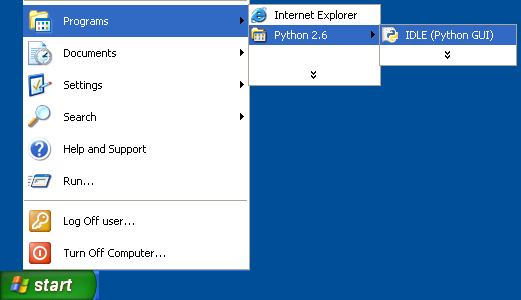 Programs
Documents
Settings
Search
Help and Support
Run...
Log Off user...
Turn Off Computer...
start
Internet Explorer
Python 2.6
IDLE (Python GUI)